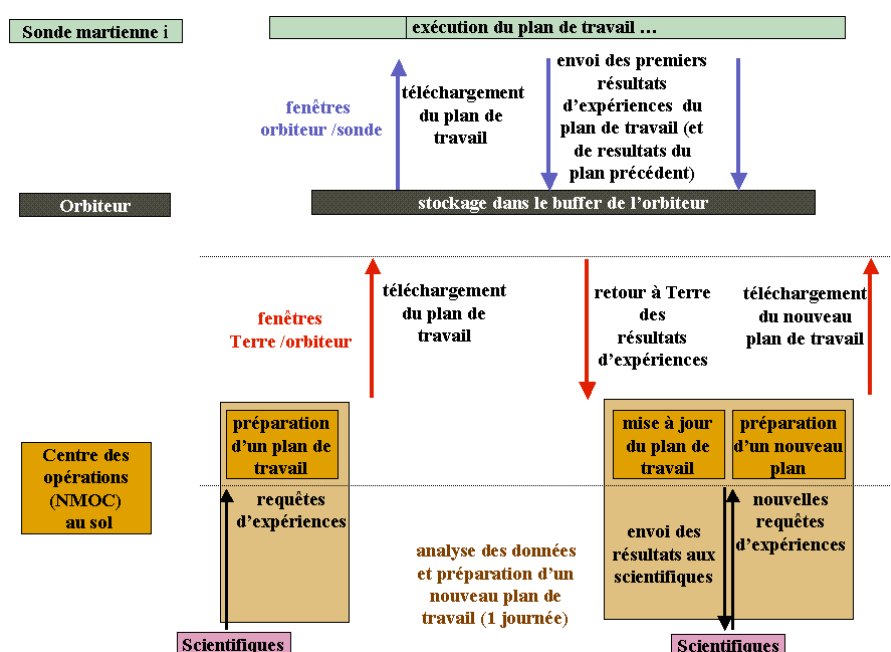 Sonde martienne i
exécution du plan de travail …
fenêtres
orbiteur /sonde
téléchargement
du plan de
travail
envoi des premiers
résultats
d’expériences du
plan de travail (et
de resultats du
plan précédent)
Orbiteur
stockage dans le buffer de l’orbiteur
fenêtres
Terre /orbiteur
téléchargement
du plan de
travail
retour à Terre
des
résultats
d’expériences
téléchargement
du nouveau
plan de travail
Centre des
opérations
(NMOC)
au sol
préparation
d’un plan de
travail
mise à jour
du plan de
travail
préparation
d’un nouveau
plan
requêtes
d’expériences
analyse des données
et préparation d’un
nouveau plan de
travail (1 journée)
envoi des
résultats aux
scientifiques
nouvelles
requêtes
d’expériences
Scientifiques
Scientifiques